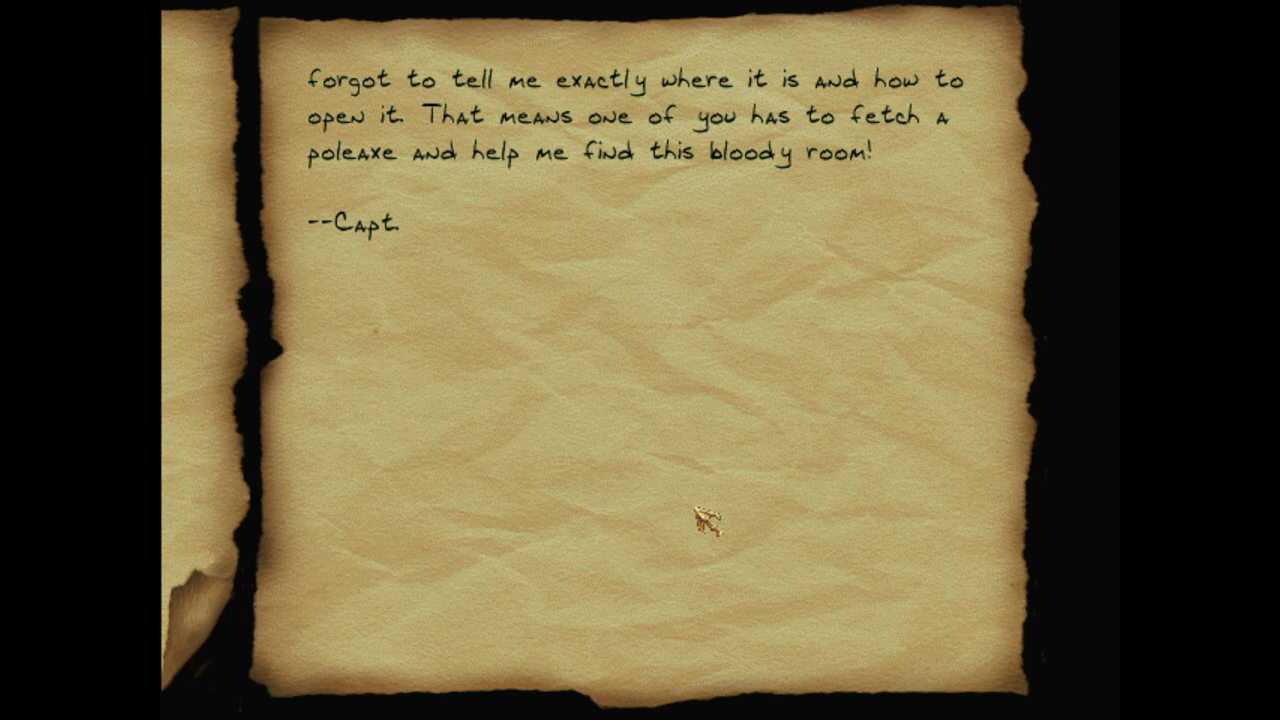 forgot to tell me exactly where it is and how to
open it. That means one of you has to fetch a
poleaxe and help me find this bloody room!
--Capt.